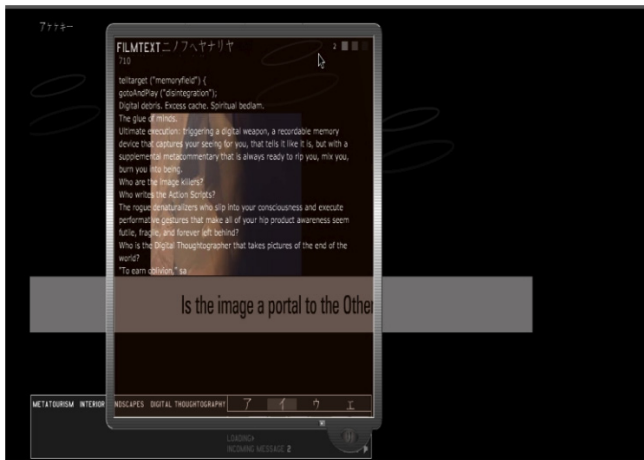 アケケキー
FILMTEXTニノフヘヤナリヤ
2
710
telltarget ("memoryfield") {
gotoAndPlay ("disintegration");
Digital debris. Excess cache. Spiritual bedlam.
The glue of minds.
Ultimate execution: triggering a digital weapon, a recordable memory
device that captures your seeing for you, that tells it like it is, but with a
supplemental metacommentary that is always ready to rip you, mix you,
burn you into being.
Who are the image killers?
Who writes the Action Scripts?
The rogue denaturalizers who slip into your consciousness and execute
performative gestures that make all of your hip product awareness seem
futile, fragile, and forever left behind?
Who is the Digital Thoughtographer that takes pictures of the end of the
world?
"To earn oblivion," sa
Is the image a portal to the Other
METATOURISM INTERIOR NDSCAPES DIGITAL THOUGHTOGRAPHY ア イ ウ エ
LOADING>
INCOMING MESSAGE 2